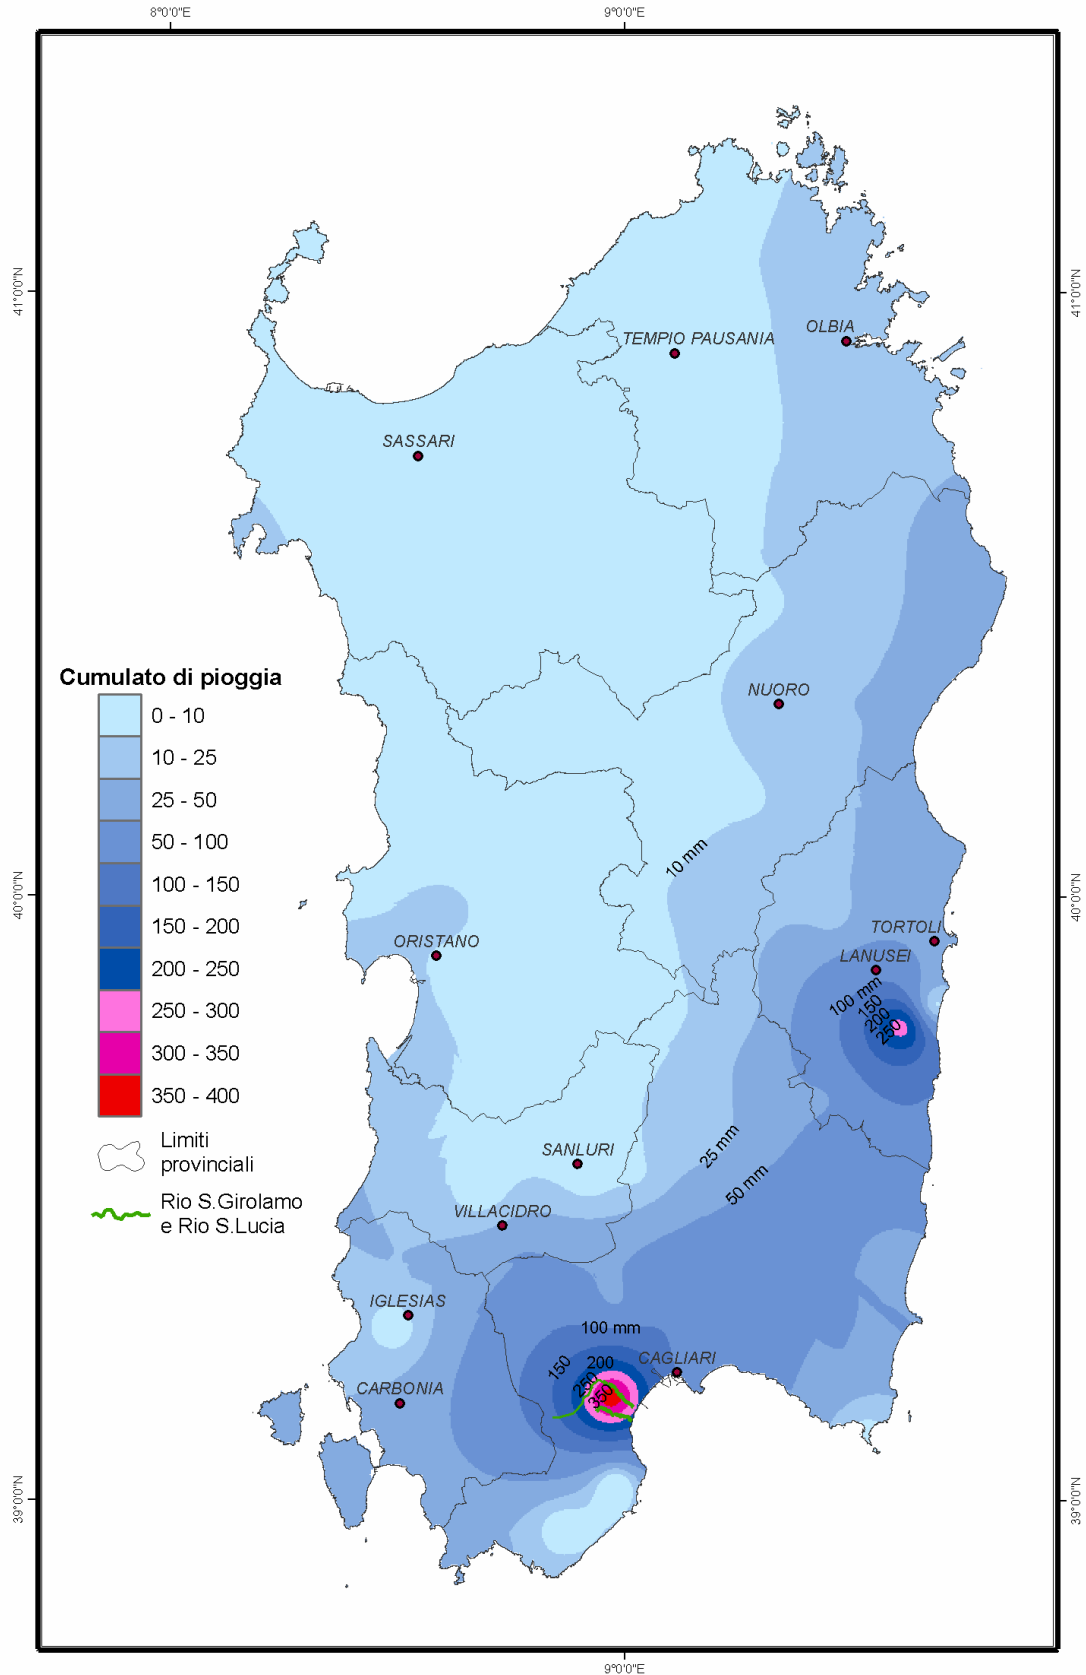 8°0'0"E
9°0'0"E
41°0'0"N
41°0'0"N
TEMPIO PAUSANIA
OLBIA
SASSARI
Cumulato di pioggia
0 - 10
10 - 25
25 - 50
50 - 100
100 - 150
150 - 200
200 - 250
250 - 300
300 - 350
350 - 400
Limiti
provinciali
Rio S.Girolamo
e Rio S.Lucia
NUORO
10 mm
40°0'0"N
40°0'0"N
ORISTANO
TORTOLI
LANUSEI
100 mm
150
200
250
25 mm
50 mm
SANLURI
VILLACIDRO
IGLESIAS
100 mm
150
200
250
350
CAGLIARI
CARBONIA
39°0'0"N
39°0'0"N
9°0'0"E